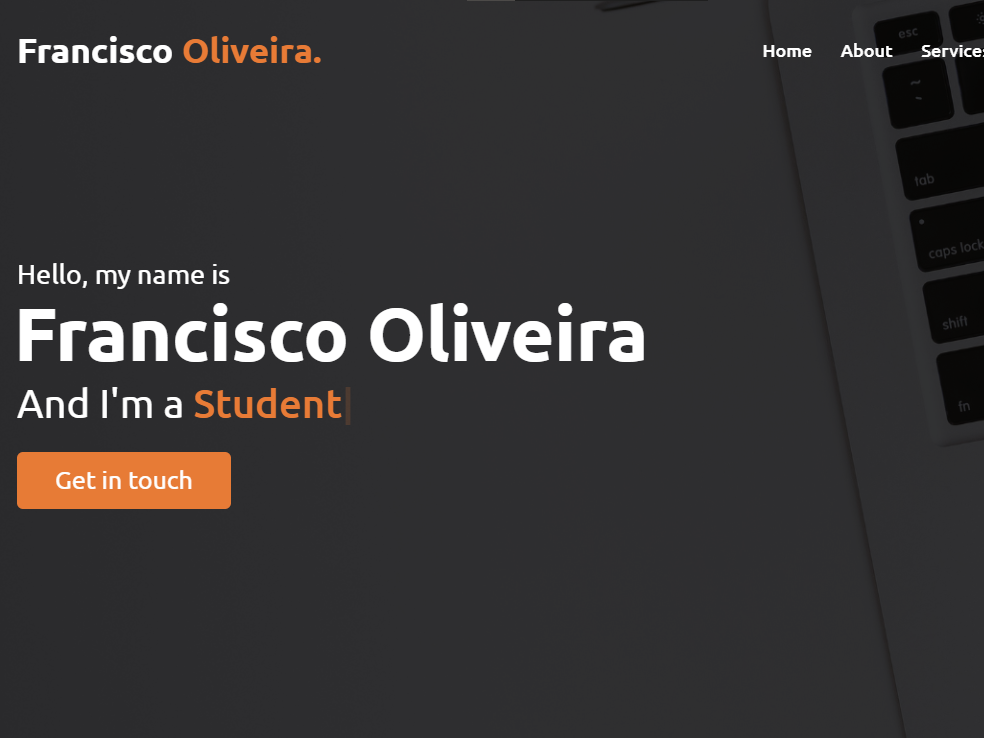 Francisco Oliveira.
Home About Services
esc
~
tab
caps lock
shift
fn
Hello, my name is
Francisco Oliveira
And I'm a Student
Get in touch